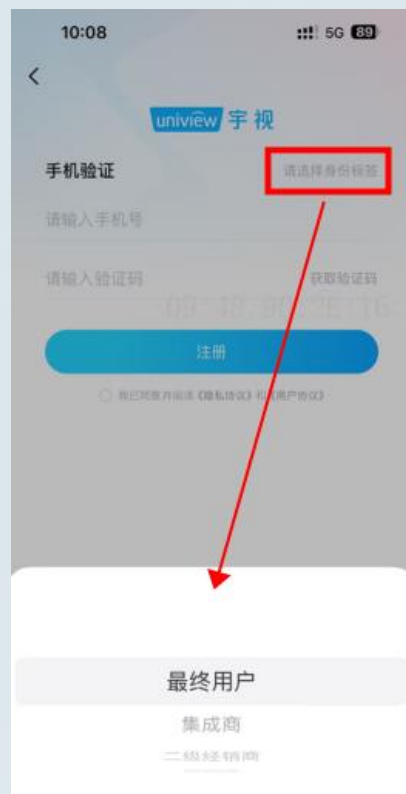 10:08 5G 89
uniview 宇视
手机验证 请选择身份标签
请输入手机号
请输入验证码 获取验证码
注册
我已同意并阅读《隐私协议》和《用户协议》
最终用户
集成商
二级经销商